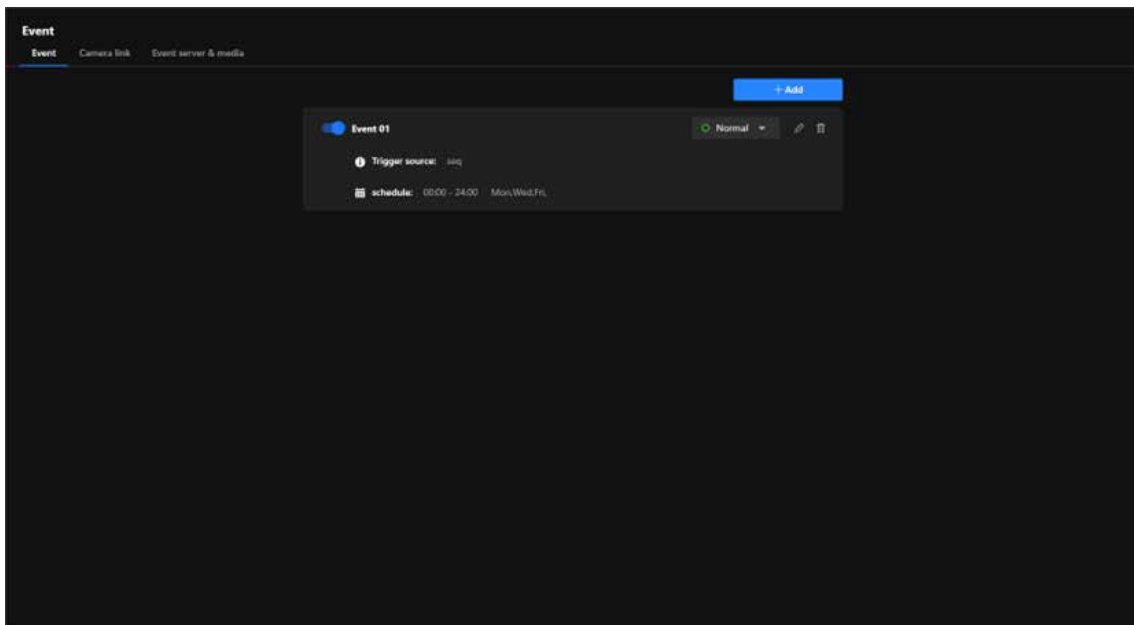 Event
Event Camera link Event server & media
+ Add
Event 01 Normal
Trigger source: seq
schedule: 00:00 - 24:00 Mon,Wed,Fri,